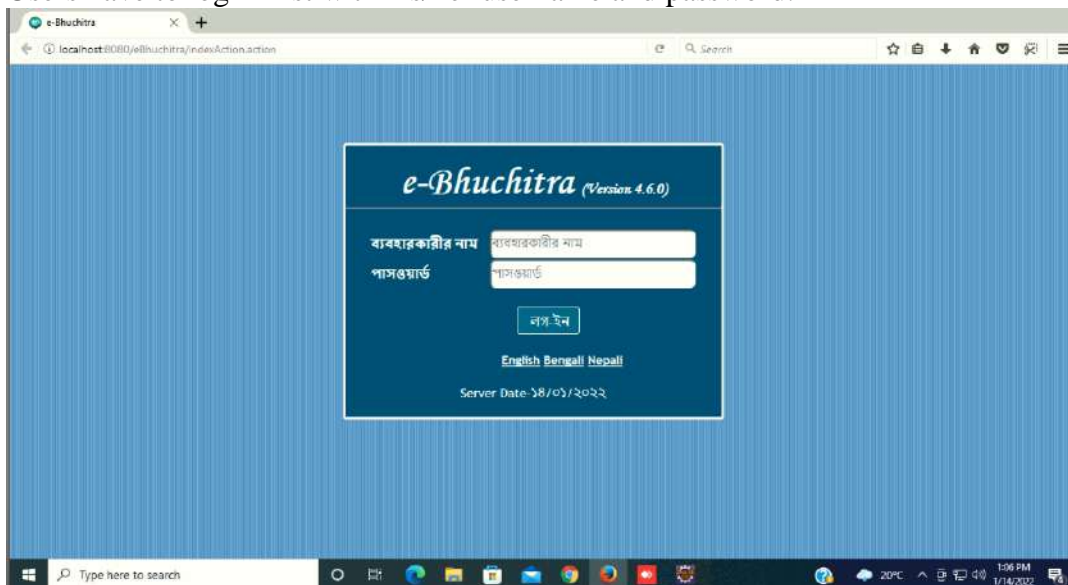 e-Bhuchitra
localhost:8080/eBhuchitra/indexAction.action
Search
e-Bhuchitra (Version 4.6.0)
ব্যবহারকারীর নাম ব্যবহারকারীর নাম
পাসওয়ার্ড পাসওয়ার্ড
লগ-ইন
English Bengali Nepali
Server Date-১৪/০১/২০২২
Type here to search
20°C
1:06 PM
1/14/2022